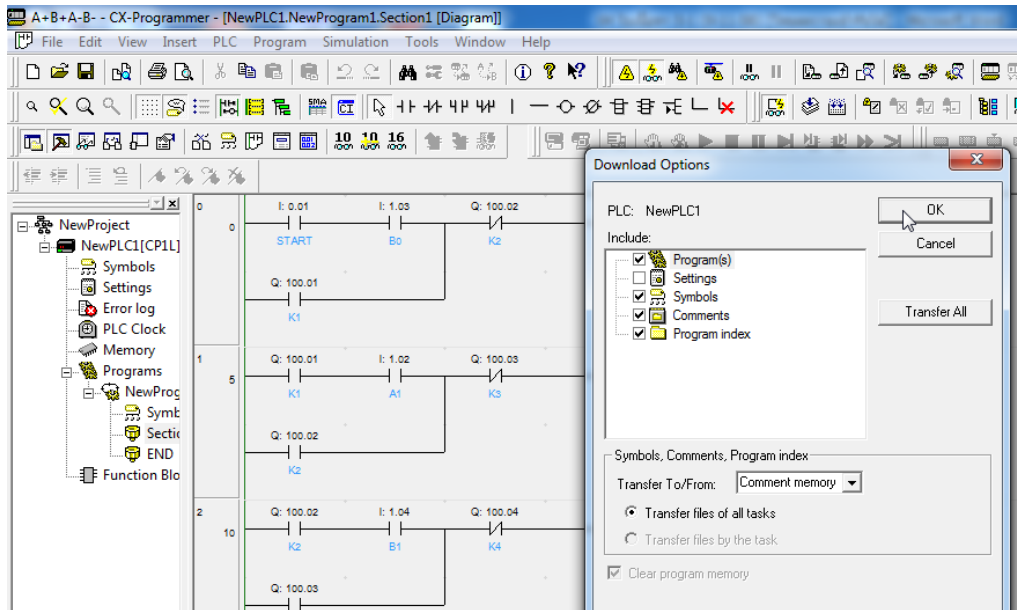 A+B+A-B- - CX-Programmer - [NewPLC1.NewProgram1.Section1 [Diagram]]
File Edit View Insert PLC Program Simulation Tools Window Help
10 10 16
NewProject
NewPLC1[CP1L]
Symbols
Settings
Error log
PLC Clock
Memory
Programs
NewProg
Symb
Sectio
END
Function Blo
0
0
I: 0.01 I: 1.03 Q: 100.02
START Bo K2
Q: 100.01
K1
1
5
Q: 100.01 I: 1.02 Q: 100.03
K1 A1 K3
Q: 100.02
K2
2
10
Q: 100.02 I: 1.04 Q: 100.04
K2 B1 K4
Q: 100.03
Download Options
PLC: NewPLC1
OK
Include:
Cancel
Program(s)
Settings
Symbols
Comments
Program index
Transfer All
Symbols, Comments, Program index
Transfer To/From: Comment memory
Transfer files of all tasks
Transfer files by the task
Clear program memory